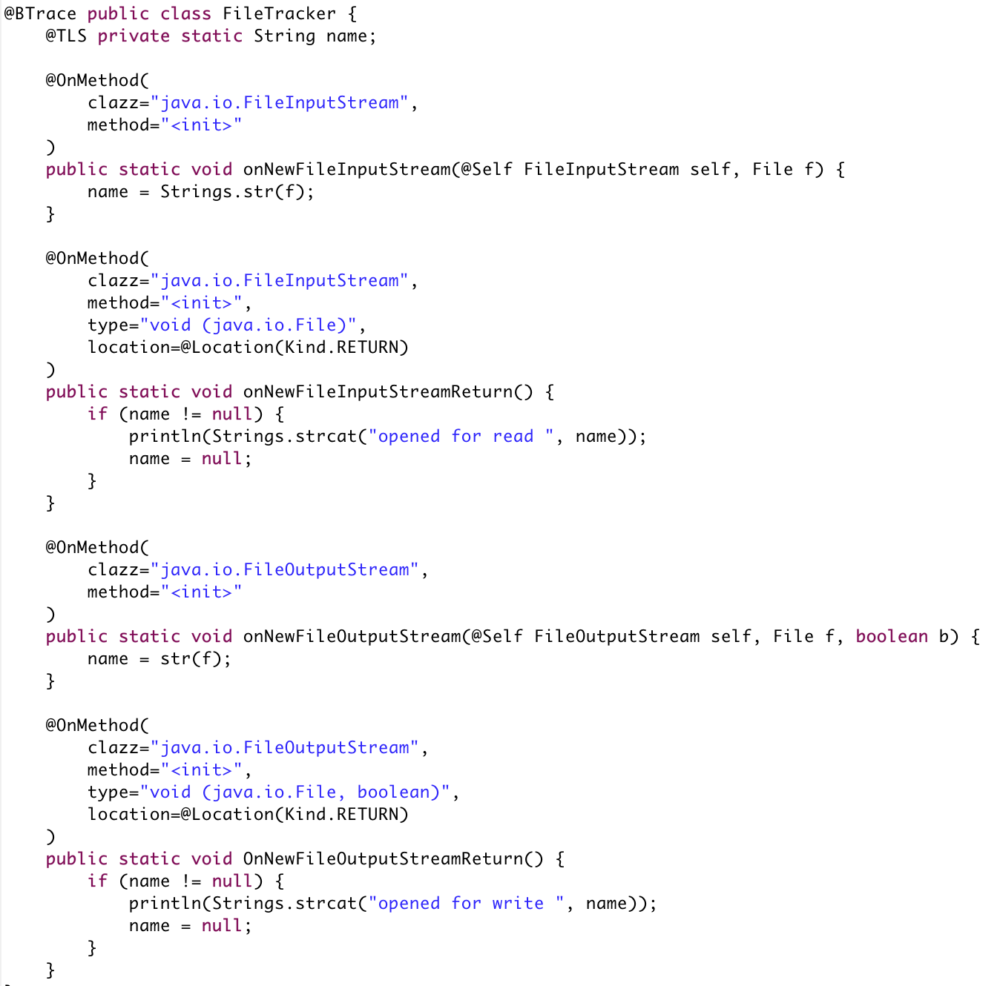 @BTrace public class FileTracker {
    @TLS private static String name;

    @OnMethod(
        clazz="java.io.FileInputStream",
        method="<init>"
    )
    public static void onNewFileInputStream(@Self FileInputStream self, File f) {
        name = Strings.str(f);
    }

    @OnMethod(
        clazz="java.io.FileInputStream",
        method="<init>",
        type="void (java.io.File)",
        location=@Location(Kind.RETURN)
    )
    public static void onNewFileInputStreamReturn() {
        if (name != null) {
            println(Strings.strcat("opened for read ", name));
            name = null;
        }
    }

    @OnMethod(
        clazz="java.io.FileOutputStream",
        method="<init>"
    )
    public static void onNewFileOutputStream(@Self FileOutputStream self, File f, boolean b) {
        name = str(f);
    }

    @OnMethod(
        clazz="java.io.FileOutputStream",
        method="<init>",
        type="void (java.io.File, boolean)",
        location=@Location(Kind.RETURN)
    )
    public static void OnNewFileOutputStreamReturn() {
        if (name != null) {
            println(Strings.strcat("opened for write ", name));
            name = null;
        }
    }